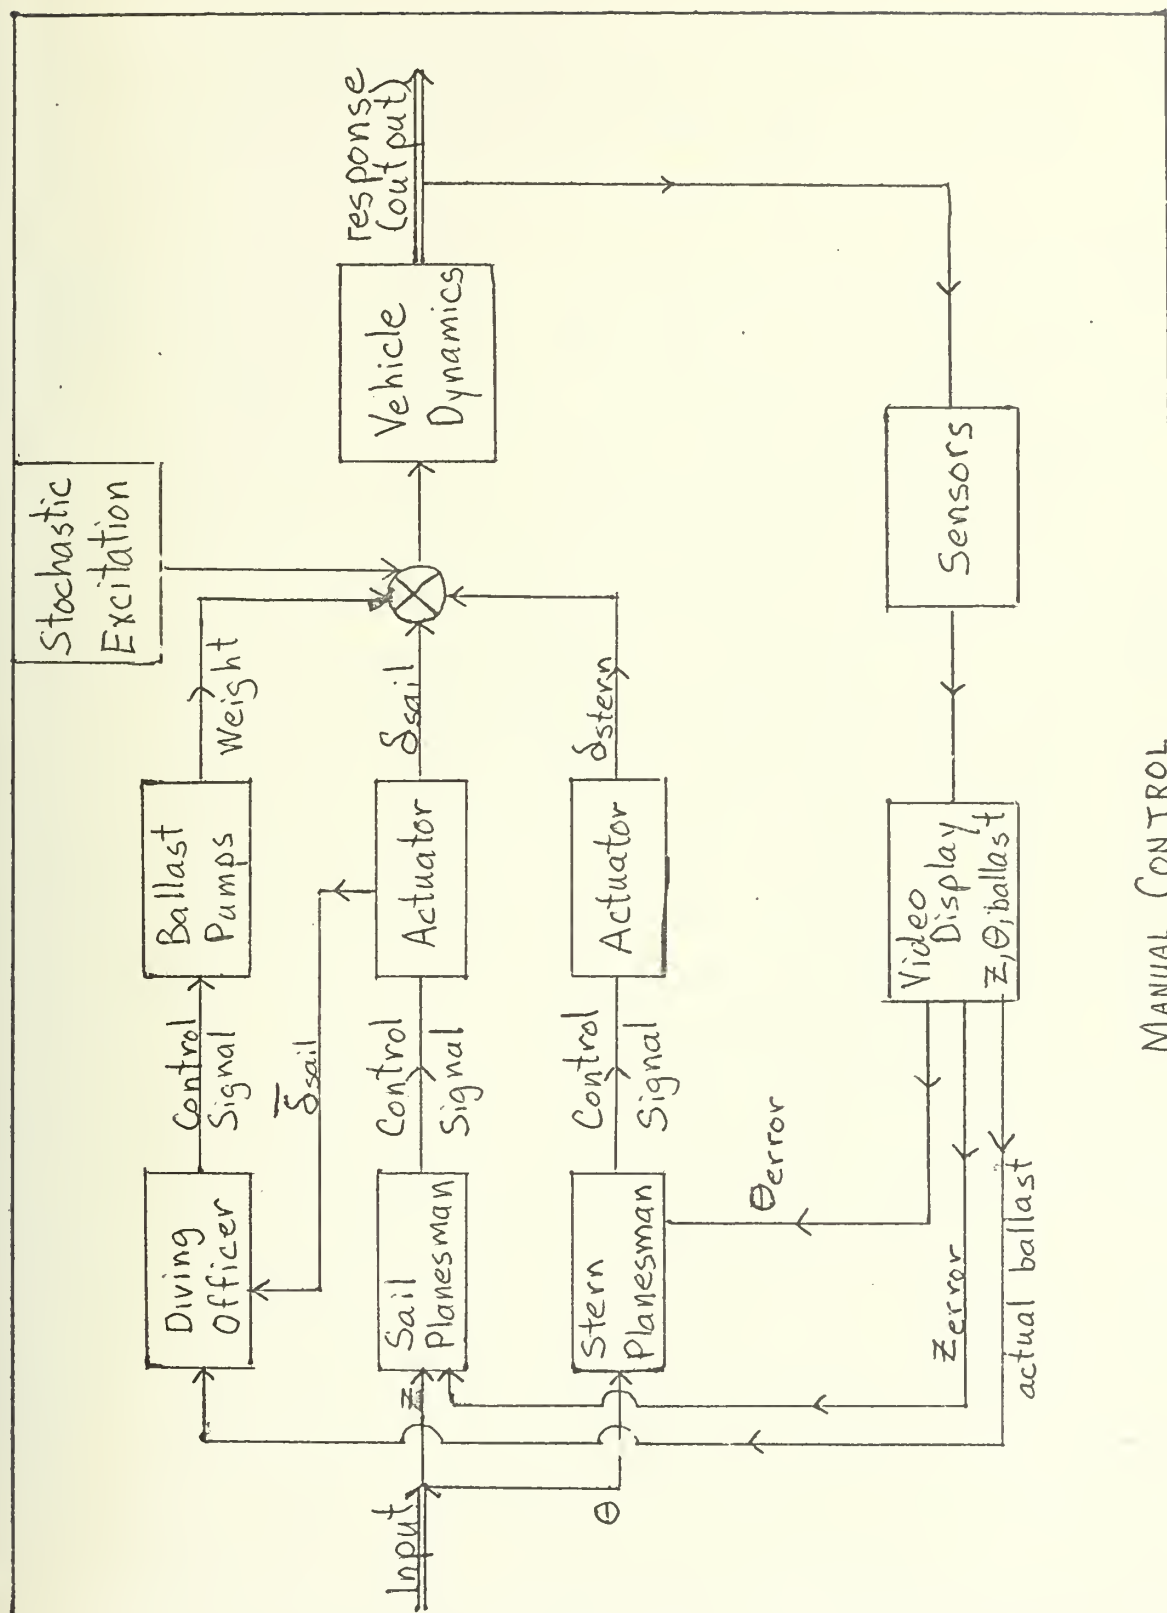 Stochastic
Excitation
Ballast
Pumps
Weight
Diving
Officer
Control
Signal
δ̅sail
Input
z
θ
Sail
Planesman
Control
Signal
Actuator
δsail
Vehicle
Dynamics
response
(output)
Stern
Planesman
Control
Signal
Actuator
δstern
θerror
zerror
actual ballast
Video
Display
z,θ,ballast
Sensors
MANUAL CONTROL